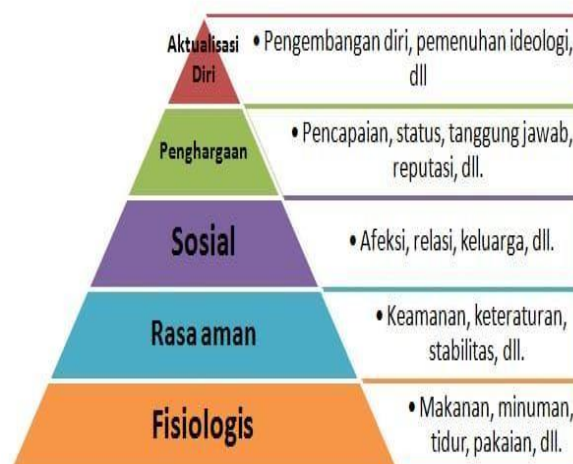 Aktualisasi
Diri
• Pengembangan diri, pemenuhan ideologi,
dll
Penghargaan
• Pencapaian, status, tanggung jawab,
reputasi, dll.
Sosial
• Afeksi, relasi, keluarga, dll.
Rasa aman
• Keamanan, keteraturan,
stabilitas, dll.
Fisiologis
• Makanan, minuman,
tidur, pakaian, dll.